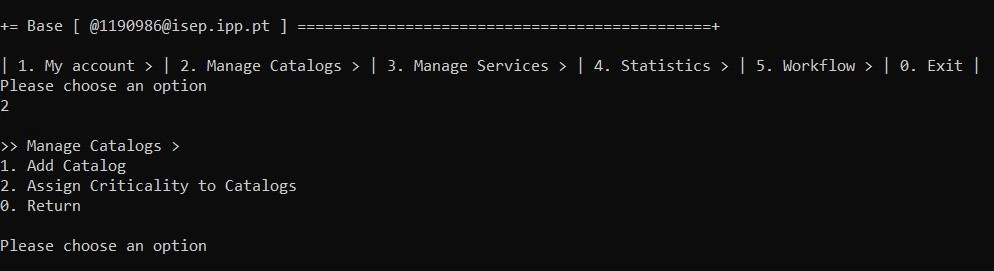 += Base [ @1190986@isep.ipp.pt ] ==============================================+
| 1. My account > | 2. Manage Catalogs > | 3. Manage Services > | 4. Statistics > | 5. Workflow > | 0. Exit |
Please choose an option
2
>> Manage Catalogs >
1. Add Catalog
2. Assign Criticality to Catalogs
0. Return
Please choose an option